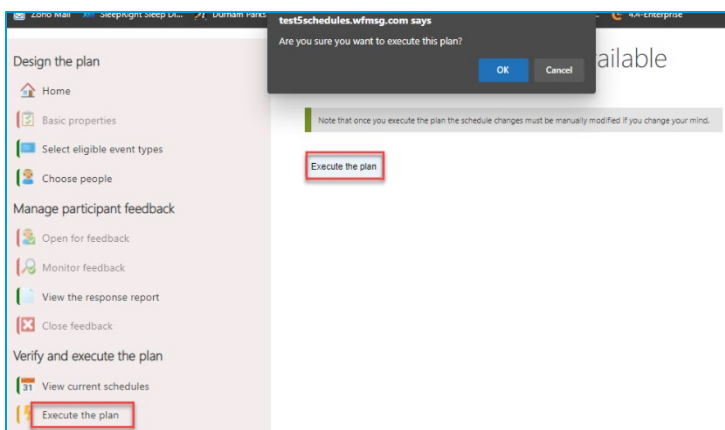 Zoho Mail
SleepRight Sleep Di...
Durham Parks
4.4-Enterprise
test5schedules.wfmsg.com says
Are you sure you want to execute this plan?
OK
Cancel
ailable
Design the plan
Home
Basic properties
Select eligible event types
Choose people
Manage participant feedback
Open for feedback
Monitor feedback
View the response report
Close feedback
Verify and execute the plan
31
View current schedules
Execute the plan
Note that once you execute the plan the schedule changes must be manually modified if you change your mind.
Execute the plan